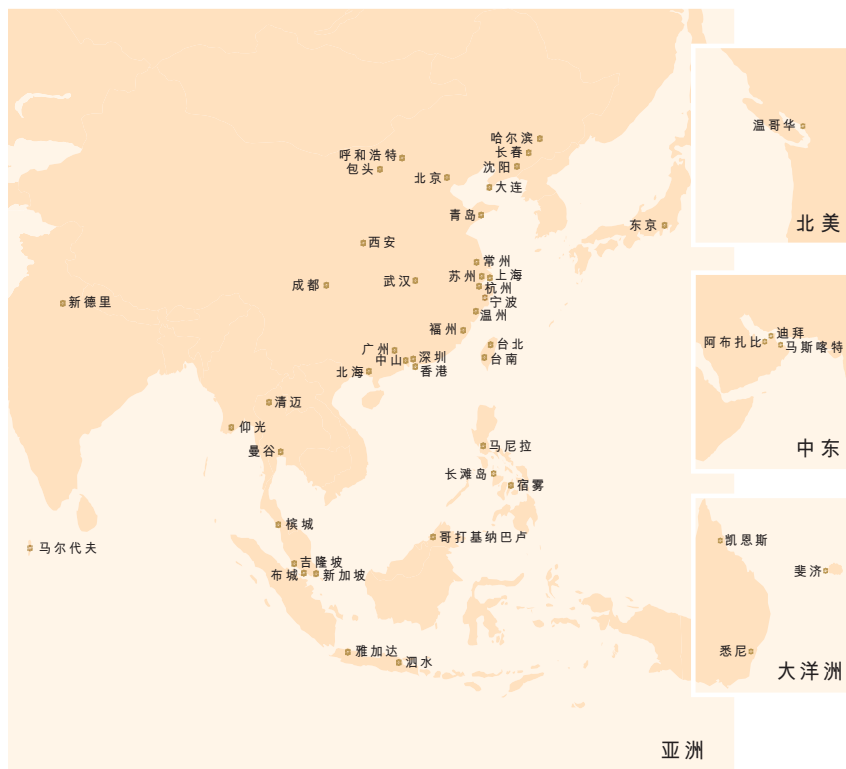 哈尔滨
长春
呼和浩特
包头
沈阳
北京
大连
青岛
东京
西安
常州
苏州
上海
成都
武汉
杭州
宁波
新德里
温州
福州
台北
广州
中山
深圳
台南
香港
北海
清迈
仰光
曼谷
马尼拉
长滩岛
宿雾
槟城
哥打基纳巴卢
马尔代夫
吉隆坡
布城
新加坡
雅加达
泗水
亚洲
温哥华
北美
迪拜
阿布扎比
马斯喀特
中东
凯恩斯
斐济
悉尼
大洋洲